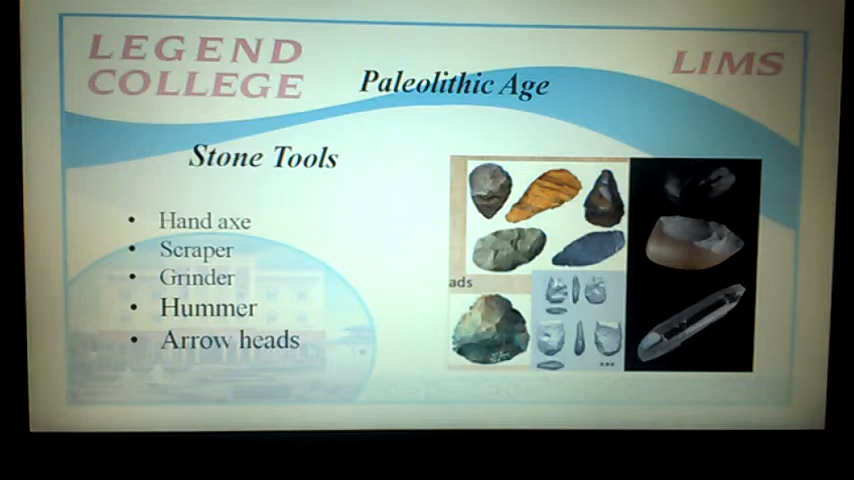 LEGEND
COLLEGE
LIMS
Paleolithic Age
Stone Tools
• Hand axe
• Scraper
• Grinder
• Hummer
• Arrow heads
ads